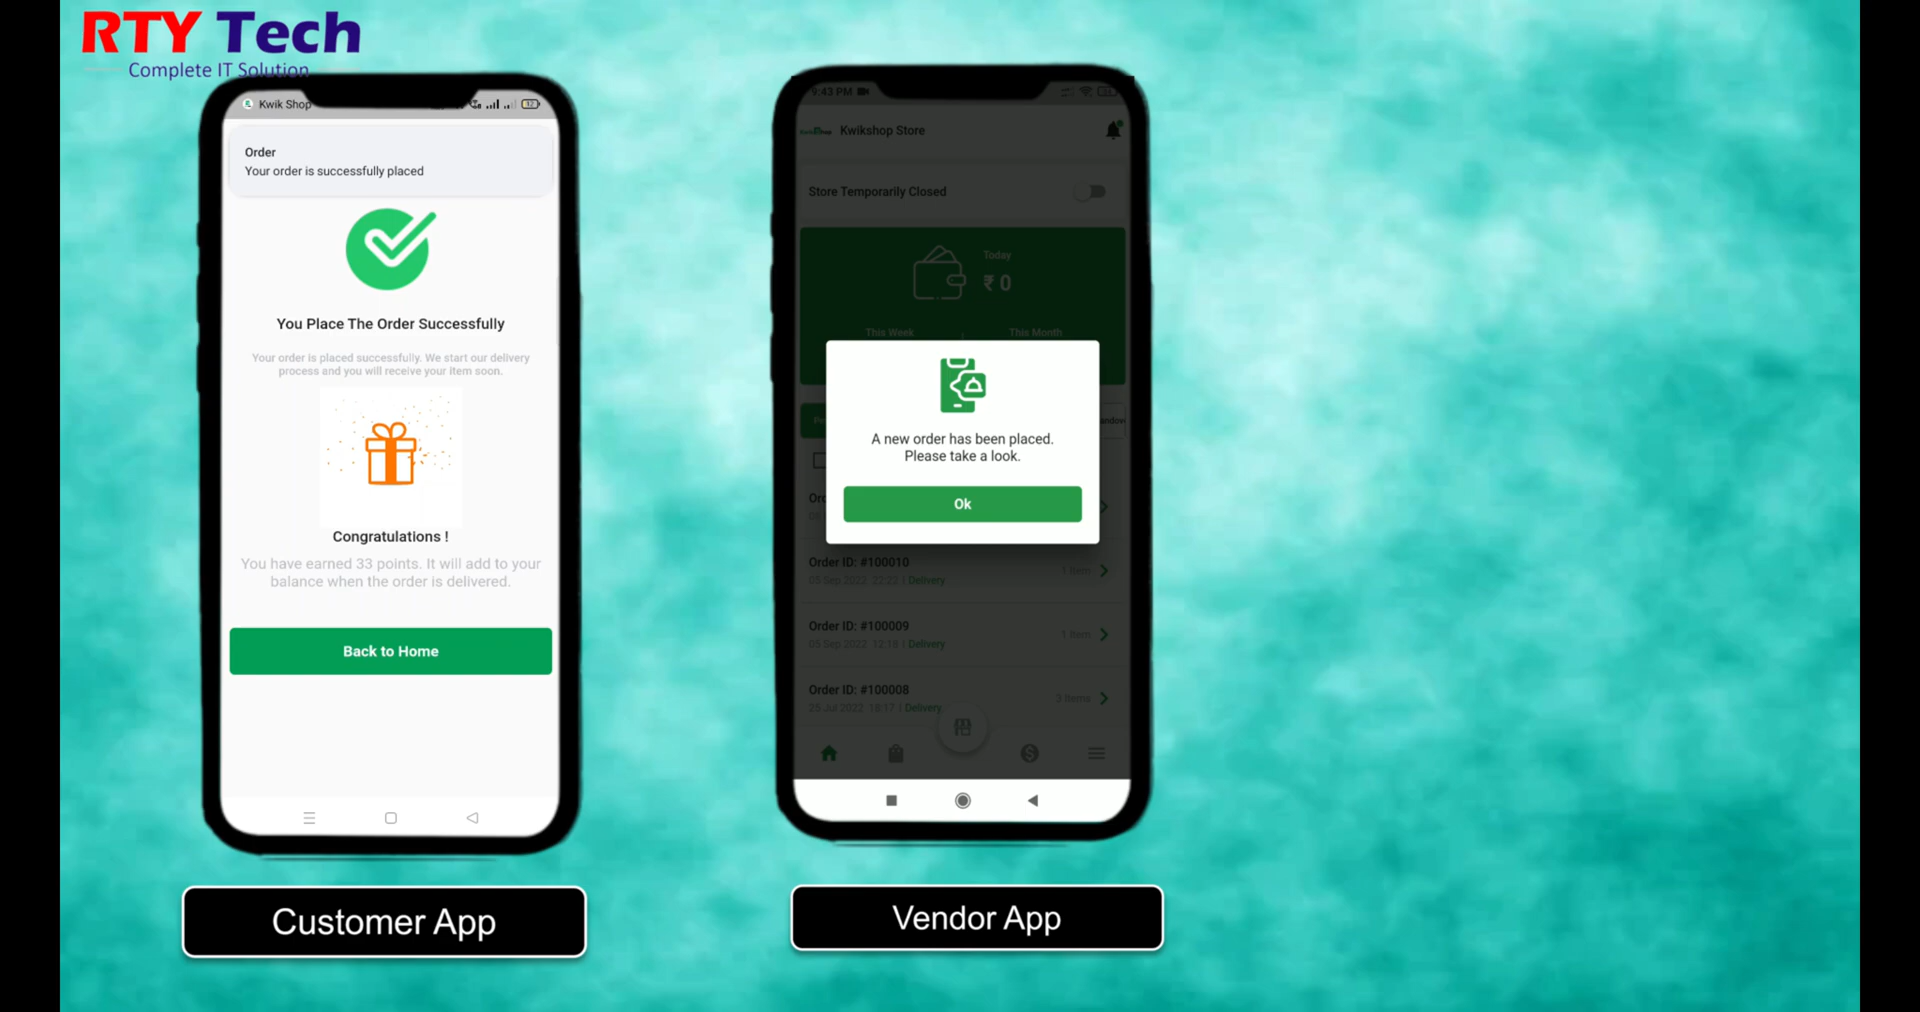 RTY Tech
Complete IT Solution
Kwik Shop
Order
Your order is successfully placed
You Place The Order Successfully
Your order is placed successfully. We start our delivery
process and you will receive your item soon.
Congratulations !
You have earned 33 points. It will add to your
balance when the order is delivered.
Back to Home
Customer App
9:43 PM
Kwikshop Store
Store Temporarily Closed
Today
₹ 0
This Week
This Month
A new order has been placed.
Please take a look.
Ok
Order ID: #100010
1 Item
05 Sep 2022 22:22 | Delivery
Order ID: #100009
1 Item
05 Sep 2022 12:18 | Delivery
Order ID: #100008
3 Items
25 Jul 2022 18:17 | Delivery
Vendor App